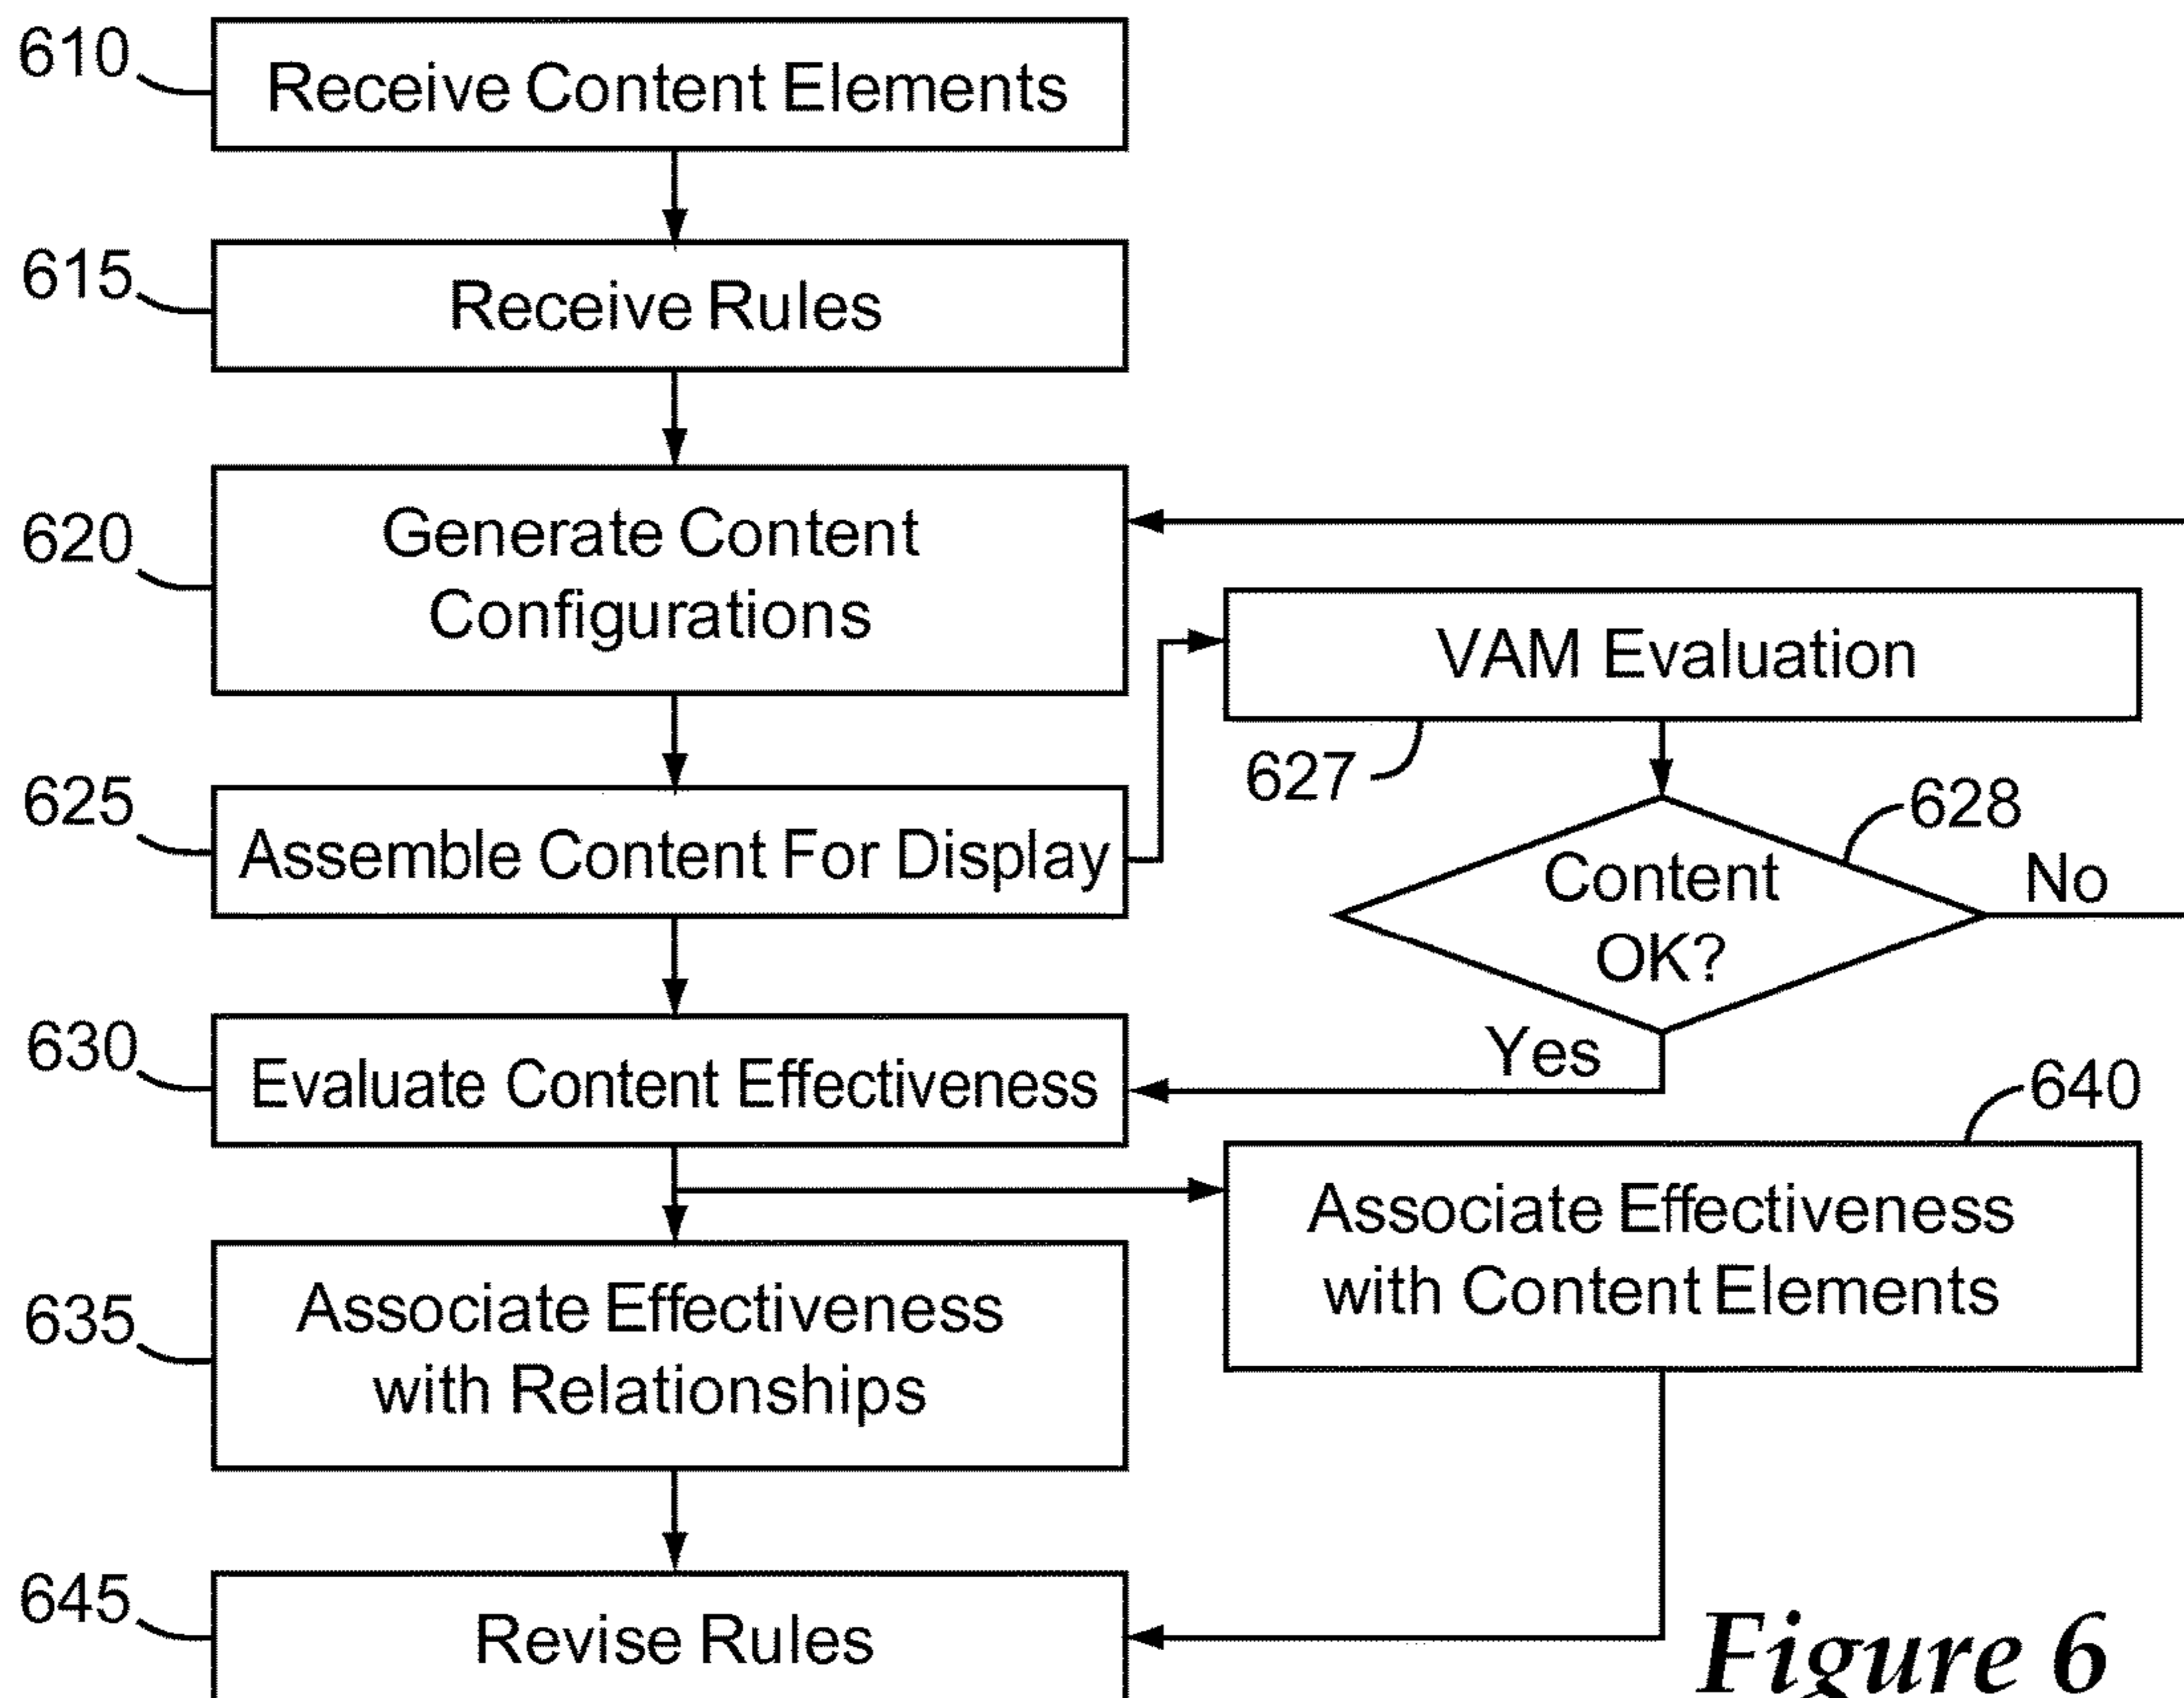 610
Receive Content Elements
615
Receive Rules
620
Generate Content
Configurations
VAM Evaluation
627
625
Assemble Content For Display
628
Content
OK?
No
Yes
630
Evaluate Content Effectiveness
640
Associate Effectiveness
with Content Elements
635
Associate Effectiveness
with Relationships
645
Revise Rules
Figure 6